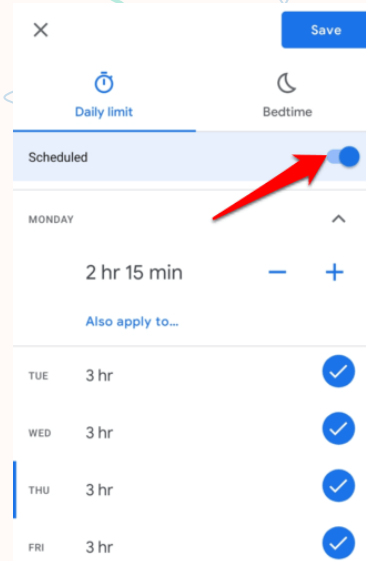 Save
Daily limit
Bedtime
Scheduled
MONDAY
2 hr 15 min
Also apply to...
TUE 3 hr
WED 3 hr
THU 3 hr
FRI 3 hr